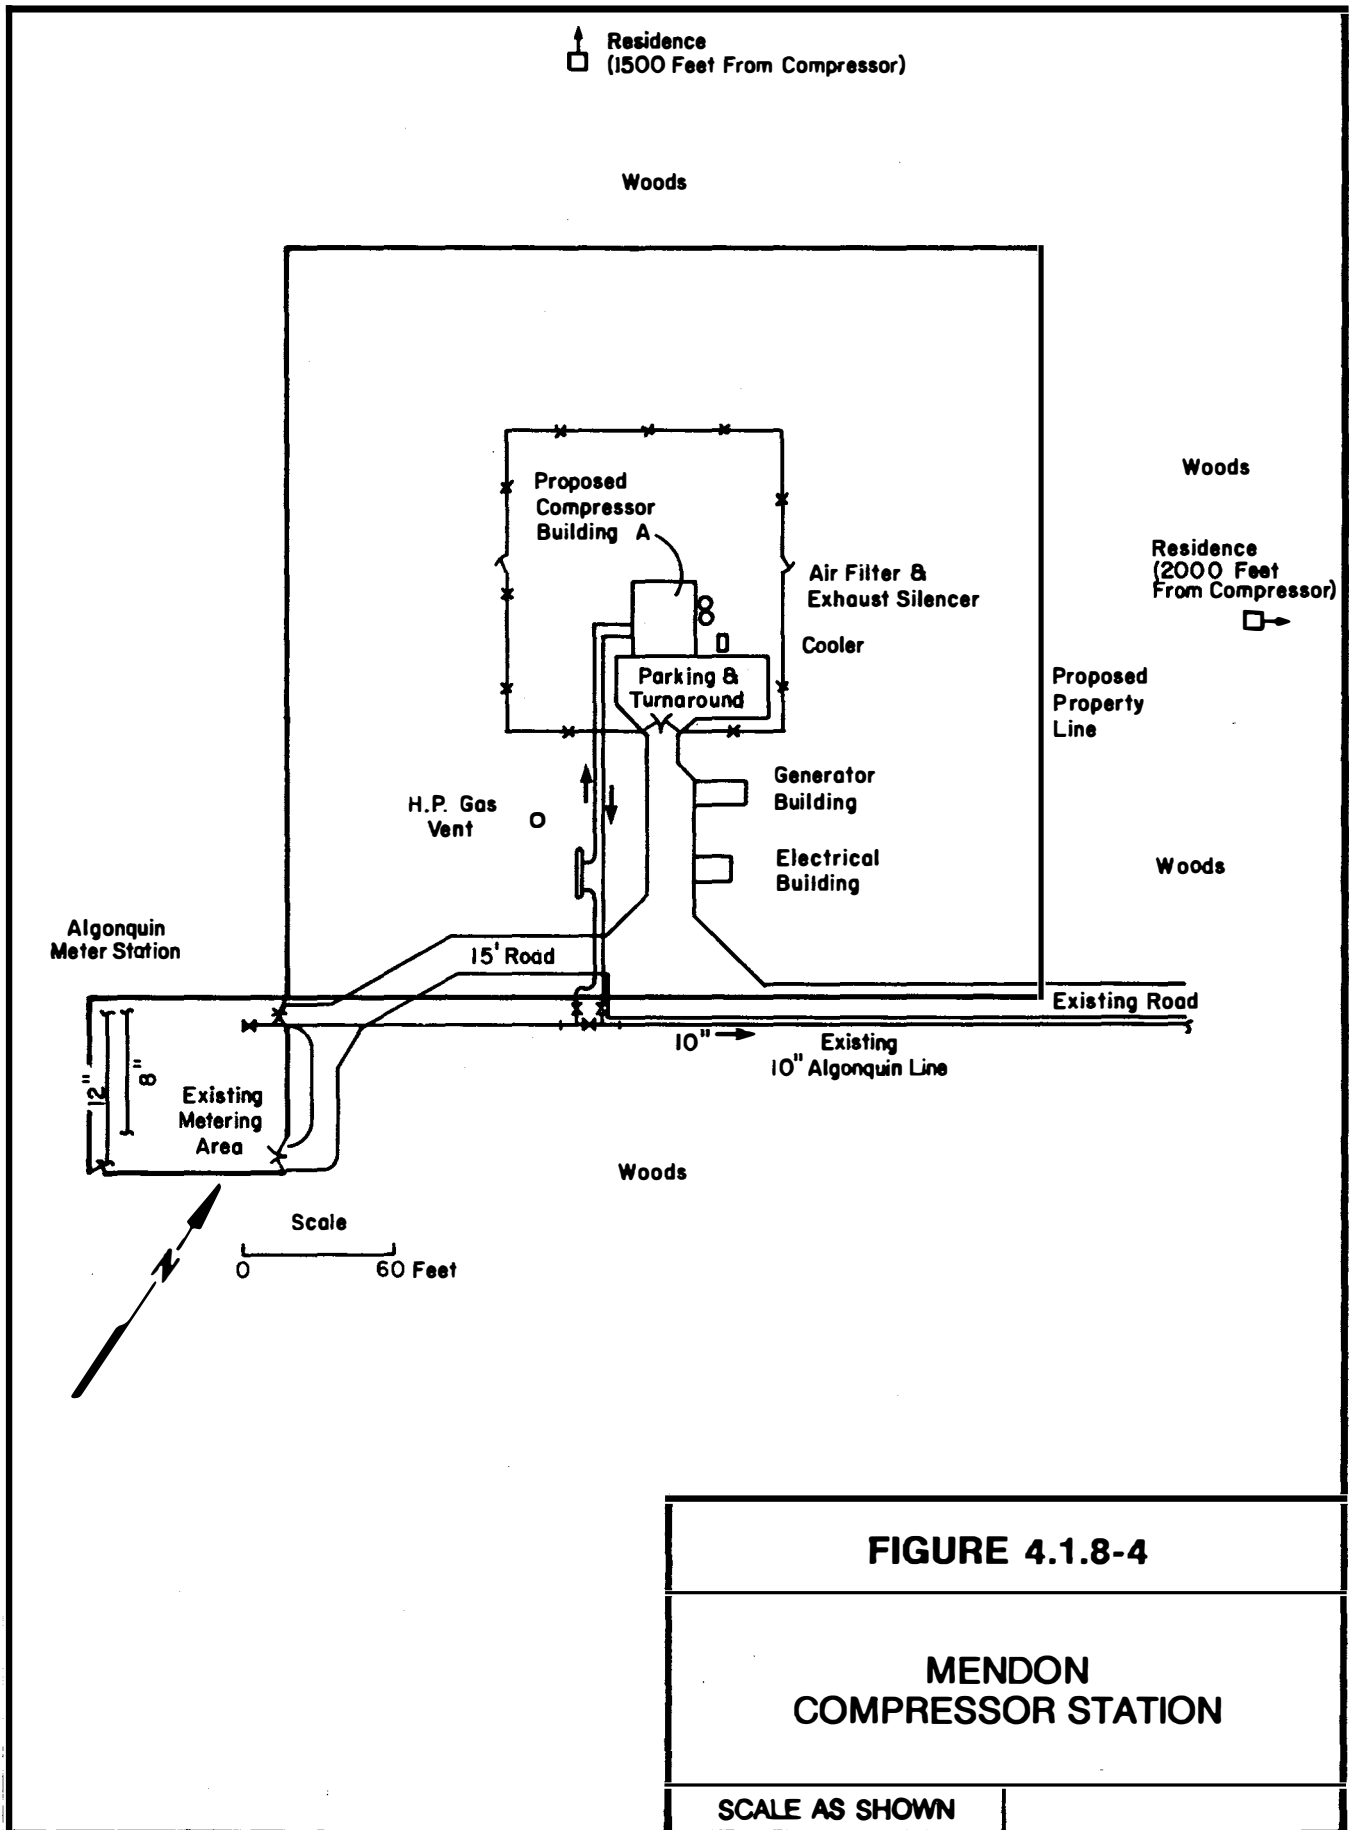 Residence
(1500 Feet From Compressor)
Woods
Proposed
Compressor
Building A
Woods
Residence
(2000 Feet
From Compressor)
Air Filter &
Exhaust Silencer
Cooler
Parking &
Turnaround
Proposed
Property
Line
H.P. Gas
Vent
Generator
Building
Electrical
Building
Woods
Algonquin
Meter Station
15' Road
Existing Road
10"
Existing
10" Algonquin Line
12"
8"
Existing
Metering
Area
Woods
N
Scale
0 60 Feet
FIGURE 4.1.8-4
MENDON
COMPRESSOR STATION
SCALE AS SHOWN